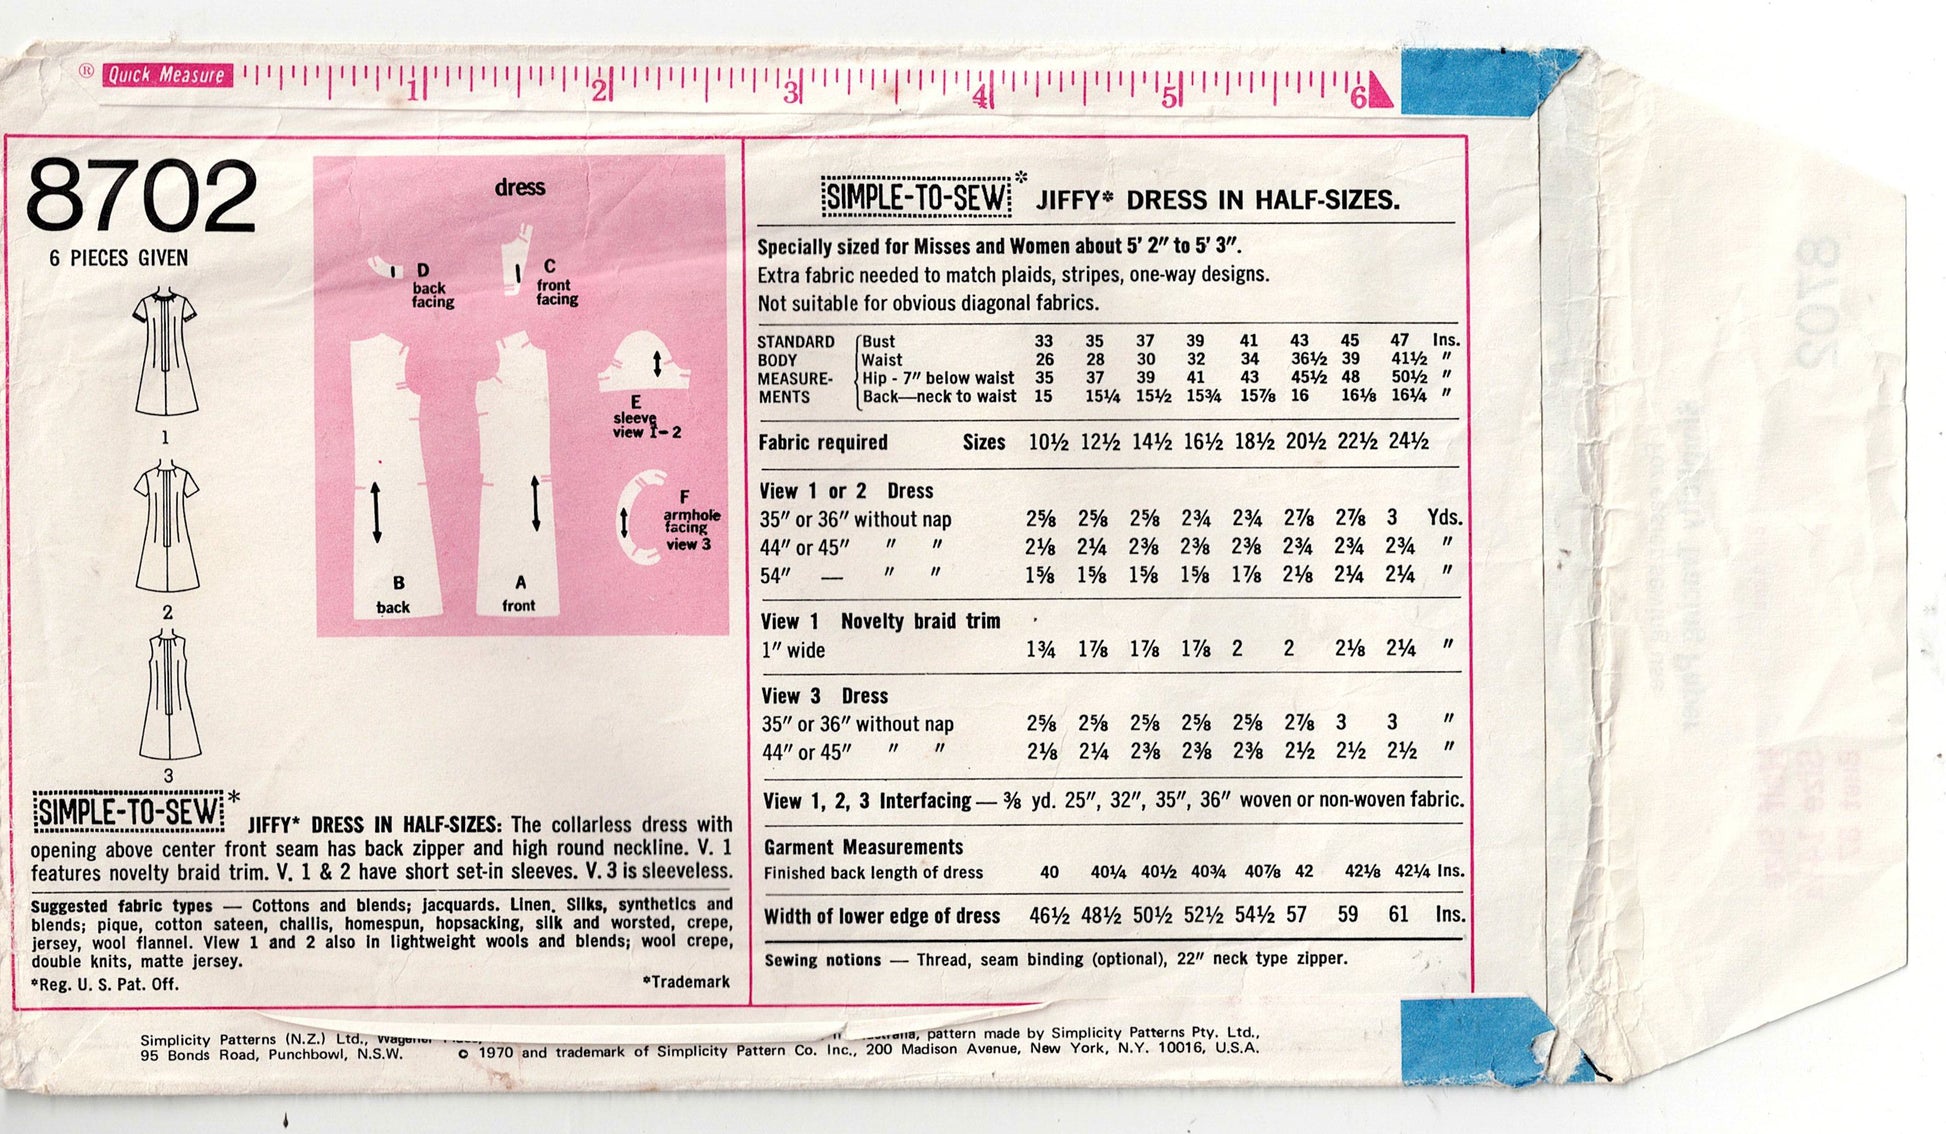 ® Quick Measure 1 2 3 4 5 6
8702
6 PIECES GIVEN
1
2
3
dress
D
back
facing
C
front
facing
E
sleeve
view 1-2
F
armhole
facing
view 3
B
back
A
front
SIMPLE-TO-SEW* JIFFY* DRESS IN HALF-SIZES: The collarless dress with
opening above center front seam has back zipper and high round neckline. V. 1
features novelty braid trim. V. 1 & 2 have short set-in sleeves. V. 3 is sleeveless.
Suggested fabric types — Cottons and blends; jacquards. Linen. Silks, synthetics and
blends; pique, cotton sateen, challis, homespun, hopsacking, silk and worsted, crepe,
jersey, wool flannel. View 1 and 2 also in lightweight wools and blends; wool crepe,
double knits, matte jersey.
*Reg. U. S. Pat. Off. *Trademark
SIMPLE-TO-SEW* JIFFY* DRESS IN HALF-SIZES.
Specially sized for Misses and Women about 5' 2" to 5' 3".
Extra fabric needed to match plaids, stripes, one-way designs.
Not suitable for obvious diagonal fabrics.
STANDARD Bust 33 35 37 39 41 43 45 47 Ins.
BODY Waist 26 28 30 32 34 36½ 39 41½ "
MEASURE- Hip - 7" below waist 35 37 39 41 43 45½ 48 50½ "
MENTS Back—neck to waist 15 15¼ 15½ 15¾ 15⅞ 16 16⅛ 16¼ "
Fabric required Sizes 10½ 12½ 14½ 16½ 18½ 20½ 22½ 24½
View 1 or 2 Dress
35" or 36" without nap 2⅝ 2⅝ 2⅝ 2¾ 2¾ 2⅞ 2⅞ 3 Yds.
44" or 45" " " 2⅛ 2¼ 2⅜ 2⅜ 2⅜ 2¾ 2¾ 2¾ "
54" — " " 1⅝ 1⅝ 1⅝ 1⅝ 1⅞ 2⅛ 2¼ 2¼ "
View 1 Novelty braid trim
1" wide 1¾ 1⅞ 1⅞ 1⅞ 2 2 2⅛ 2¼ "
View 3 Dress
35" or 36" without nap 2⅝ 2⅝ 2⅝ 2⅝ 2⅝ 2⅞ 3 3 "
44" or 45" " " 2⅛ 2¼ 2⅜ 2⅜ 2⅜ 2½ 2½ 2½ "
View 1, 2, 3 Interfacing — ⅜ yd. 25", 32", 35", 36" woven or non-woven fabric.
Garment Measurements
Finished back length of dress 40 40¼ 40½ 40¾ 40⅞ 42 42⅛ 42¼ Ins.
Width of lower edge of dress 46½ 48½ 50½ 52½ 54½ 57 59 61 Ins.
Sewing notions — Thread, seam binding (optional), 22" neck type zipper.
Simplicity Patterns (N.Z.) Ltd., pattern made by Simplicity Patterns Pty. Ltd.,
95 Bonds Road, Punchbowl, N.S.W. © 1970 and trademark of Simplicity Pattern Co. Inc., 200 Madison Avenue, New York, N.Y. 10016, U.S.A.
8702